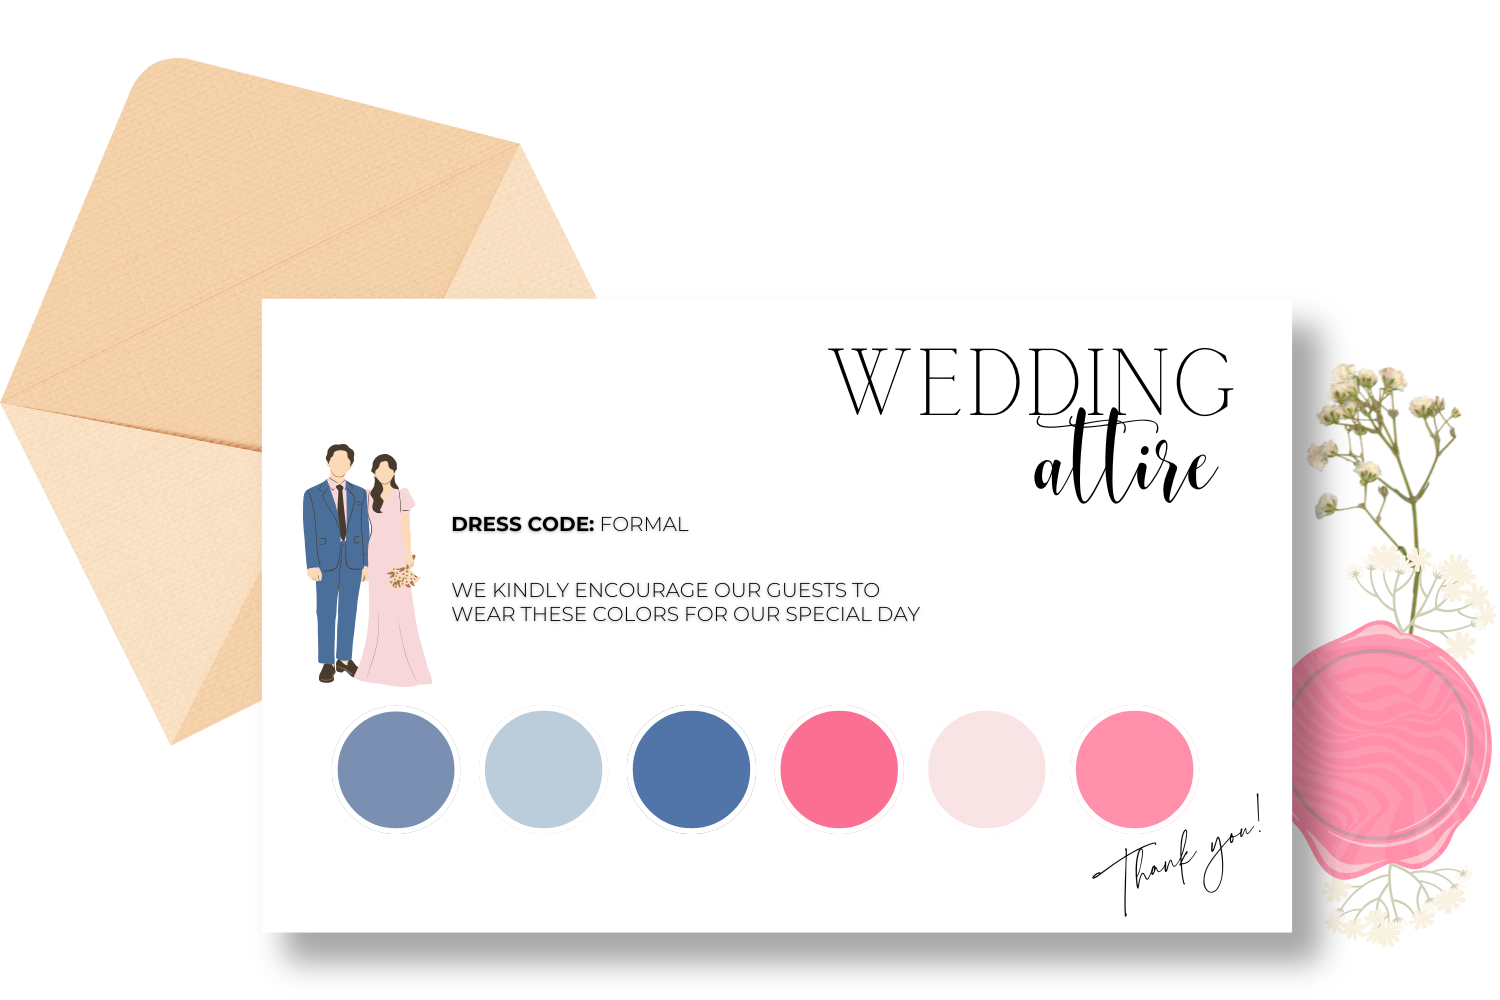 WEDDING
attire
DRESS CODE: FORMAL
WE KINDLY ENCOURAGE OUR GUESTS TO
WEAR THESE COLORS FOR OUR SPECIAL DAY
Thank you!